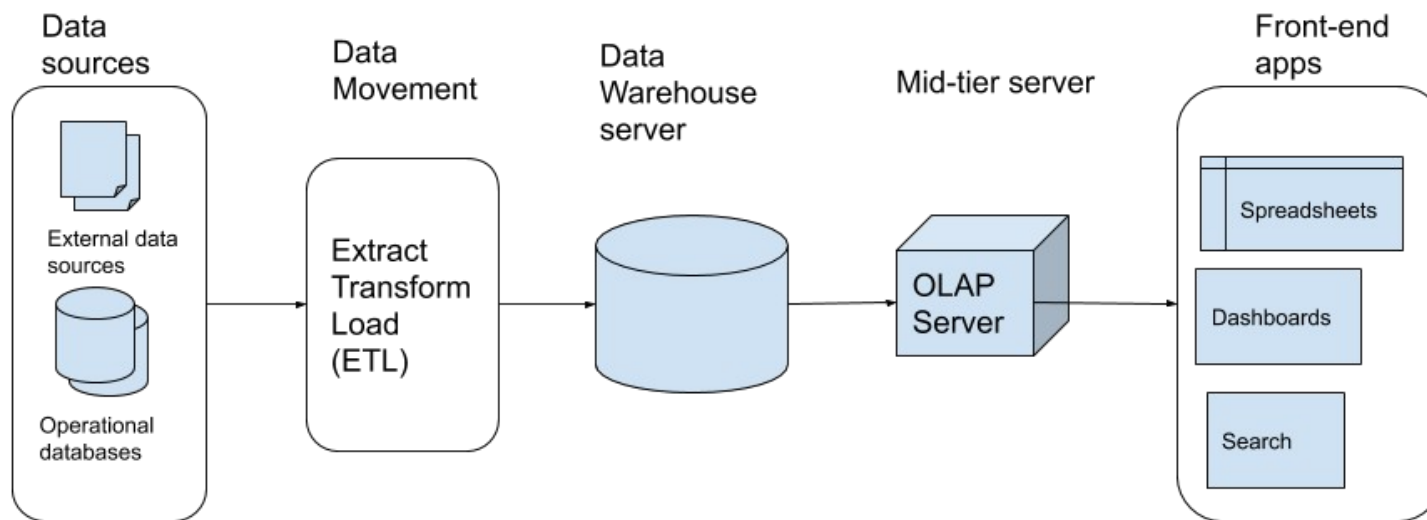 Data
sources
External data
sources
Operational
databases
Data
Movement
Extract
Transform
Load
(ETL)
Data
Warehouse
server
Mid-tier server
OLAP
Server
Front-end
apps
Spreadsheets
Dashboards
Search